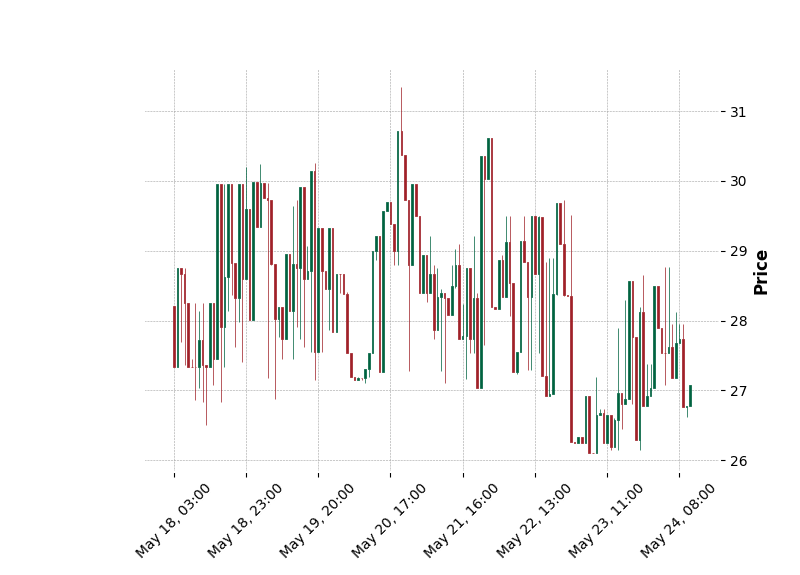 31
30
29
28
27
26
Price
May 18, 03:00
May 18, 23:00
May 19, 20:00
May 20, 17:00
May 21, 16:00
May 22, 13:00
May 23, 11:00
May 24, 08:00